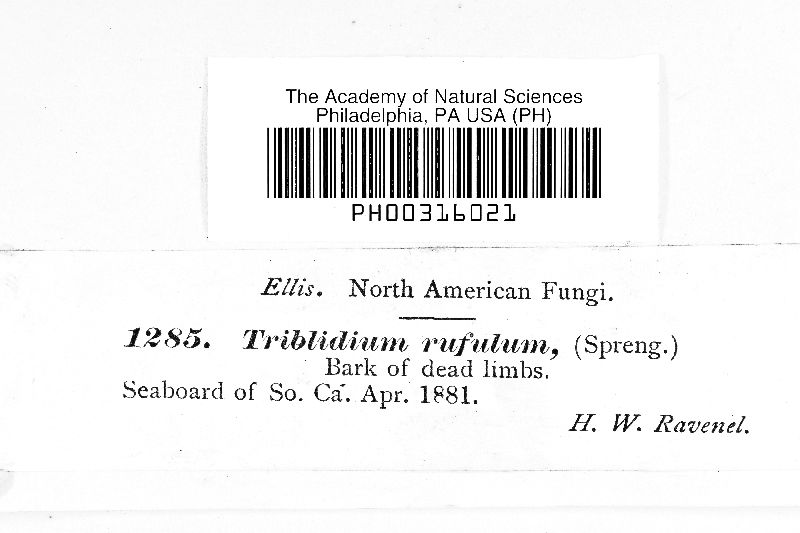 The Academy of Natural Sciences
Philadelphia, PA USA (PH)
PH00316021
Ellis. North American Fungi.
1285. Triblidium rufulum, (Spreng.)
Bark of dead limbs.
Seaboard of So. Ca. Apr. 1881.
H. W. Ravenel.